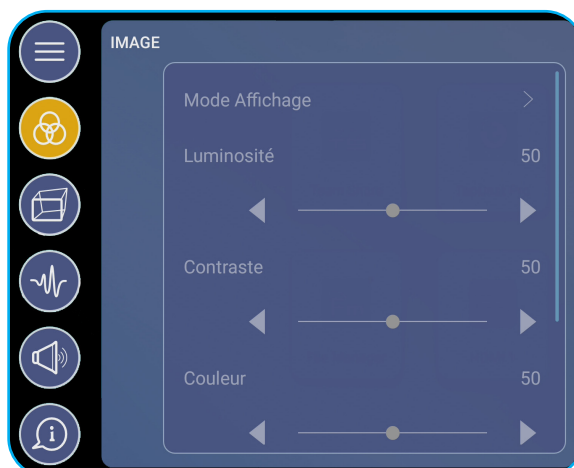 IMAGE
Mode Affichage
Luminosité 50
Contraste 50
Couleur 50